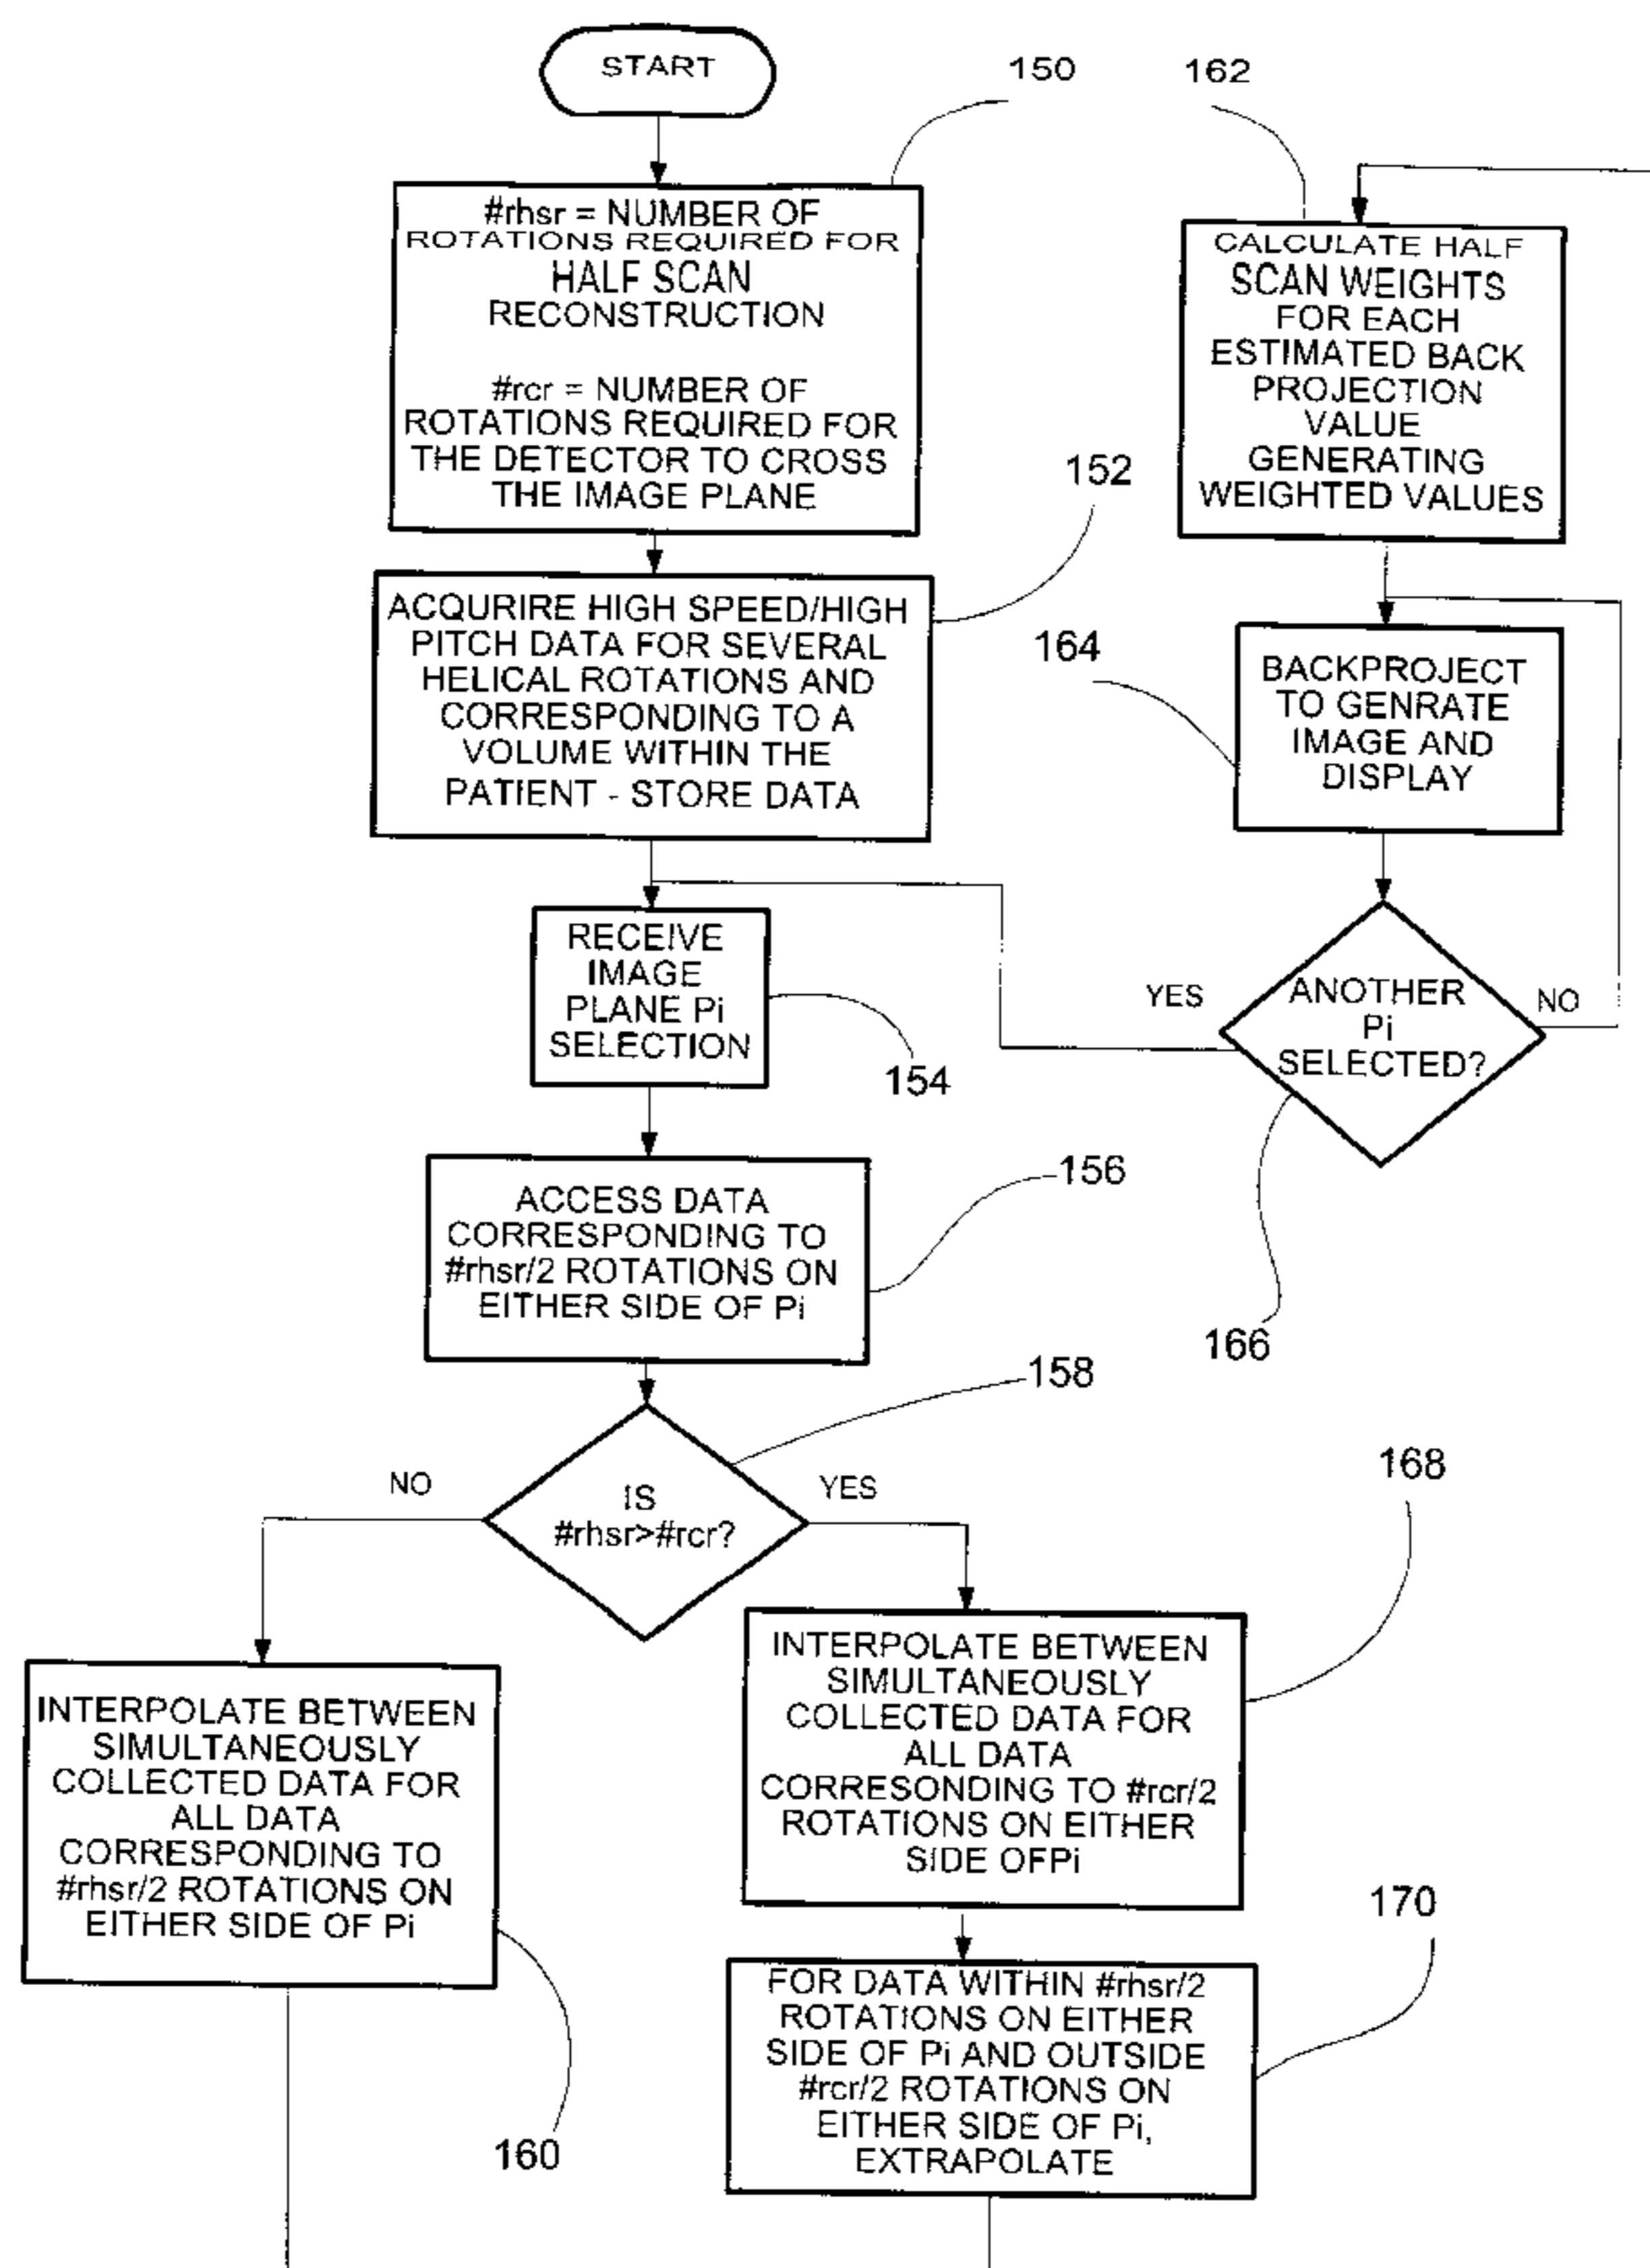 START
150
#rhsr = NUMBER OF
ROTATIONS REQUIRED FOR
HALF SCAN
RECONSTRUCTION
#rcr = NUMBER OF
ROTATIONS REQUIRED FOR
THE DETECTOR TO CROSS
THE IMAGE PLANE
152
ACQURIRE HIGH SPEED/HIGH
PITCH DATA FOR SEVERAL
HELICAL ROTATIONS AND
CORRESPONDING TO A
VOLUME WITHIN THE
PATIENT - STORE DATA
RECEIVE
IMAGE
PLANE Pi
SELECTION
154
ACCESS DATA
CORRESPONDING TO
#rhsr/2 ROTATIONS ON
EITHER SIDE OF Pi
156
158
IS
#rhsr>#rcr?
NO
YES
INTERPOLATE BETWEEN
SIMULTANEOUSLY
COLLECTED DATA FOR
ALL DATA
CORRESPONDING TO
#rhsr/2 ROTATIONS ON
EITHER SIDE OF Pi
160
168
INTERPOLATE BETWEEN
SIMULTANEOUSLY
COLLECTED DATA FOR
ALL DATA
CORRESONDING TO #rcr/2
ROTATIONS ON EITHER
SIDE OFPi
170
FOR DATA WITHIN #rhsr/2
ROTATIONS ON EITHER
SIDE OF Pi AND OUTSIDE
#rcr/2 ROTATIONS ON
EITHER SIDE OF Pi,
EXTRAPOLATE
162
CALCULATE HALF
SCAN WEIGHTS
FOR EACH
ESTIMATED BACK
PROJECTION
VALUE
GENERATING
WEIGHTED VALUES
164
BACKPROJECT
TO GENRATE
IMAGE AND
DISPLAY
YES
ANOTHER
Pi
SELECTED?
NO
166